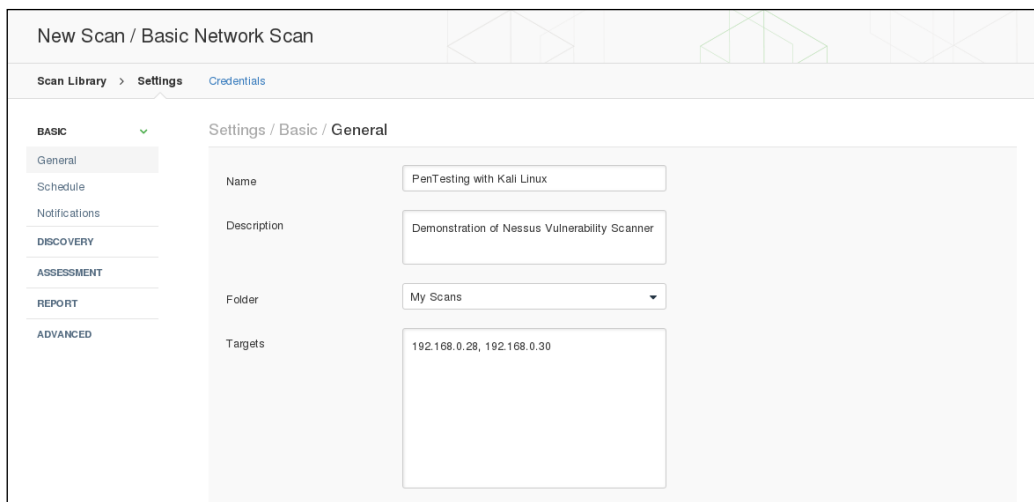 New Scan / Basic Network Scan
Scan Library > Settings Credentials
BASIC
General
Schedule
Notifications
DISCOVERY
ASSESSMENT
REPORT
ADVANCED
Settings / Basic / General
Name
PenTesting with Kali Linux
Description
Demonstration of Nessus Vulnerability Scanner
Folder
My Scans
Targets
192.168.0.28, 192.168.0.30